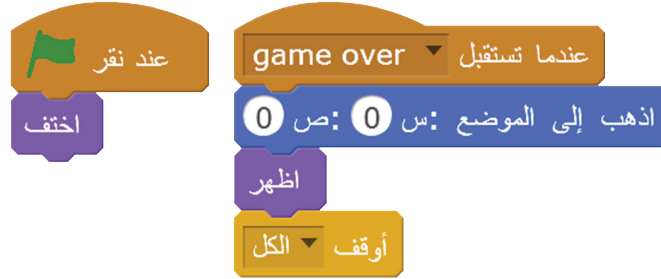 عند نقر
اختف
عندما تستقبل game over
اذهب إلى الموضع س: 0 ص: 0
اظهر
أوقف الكل